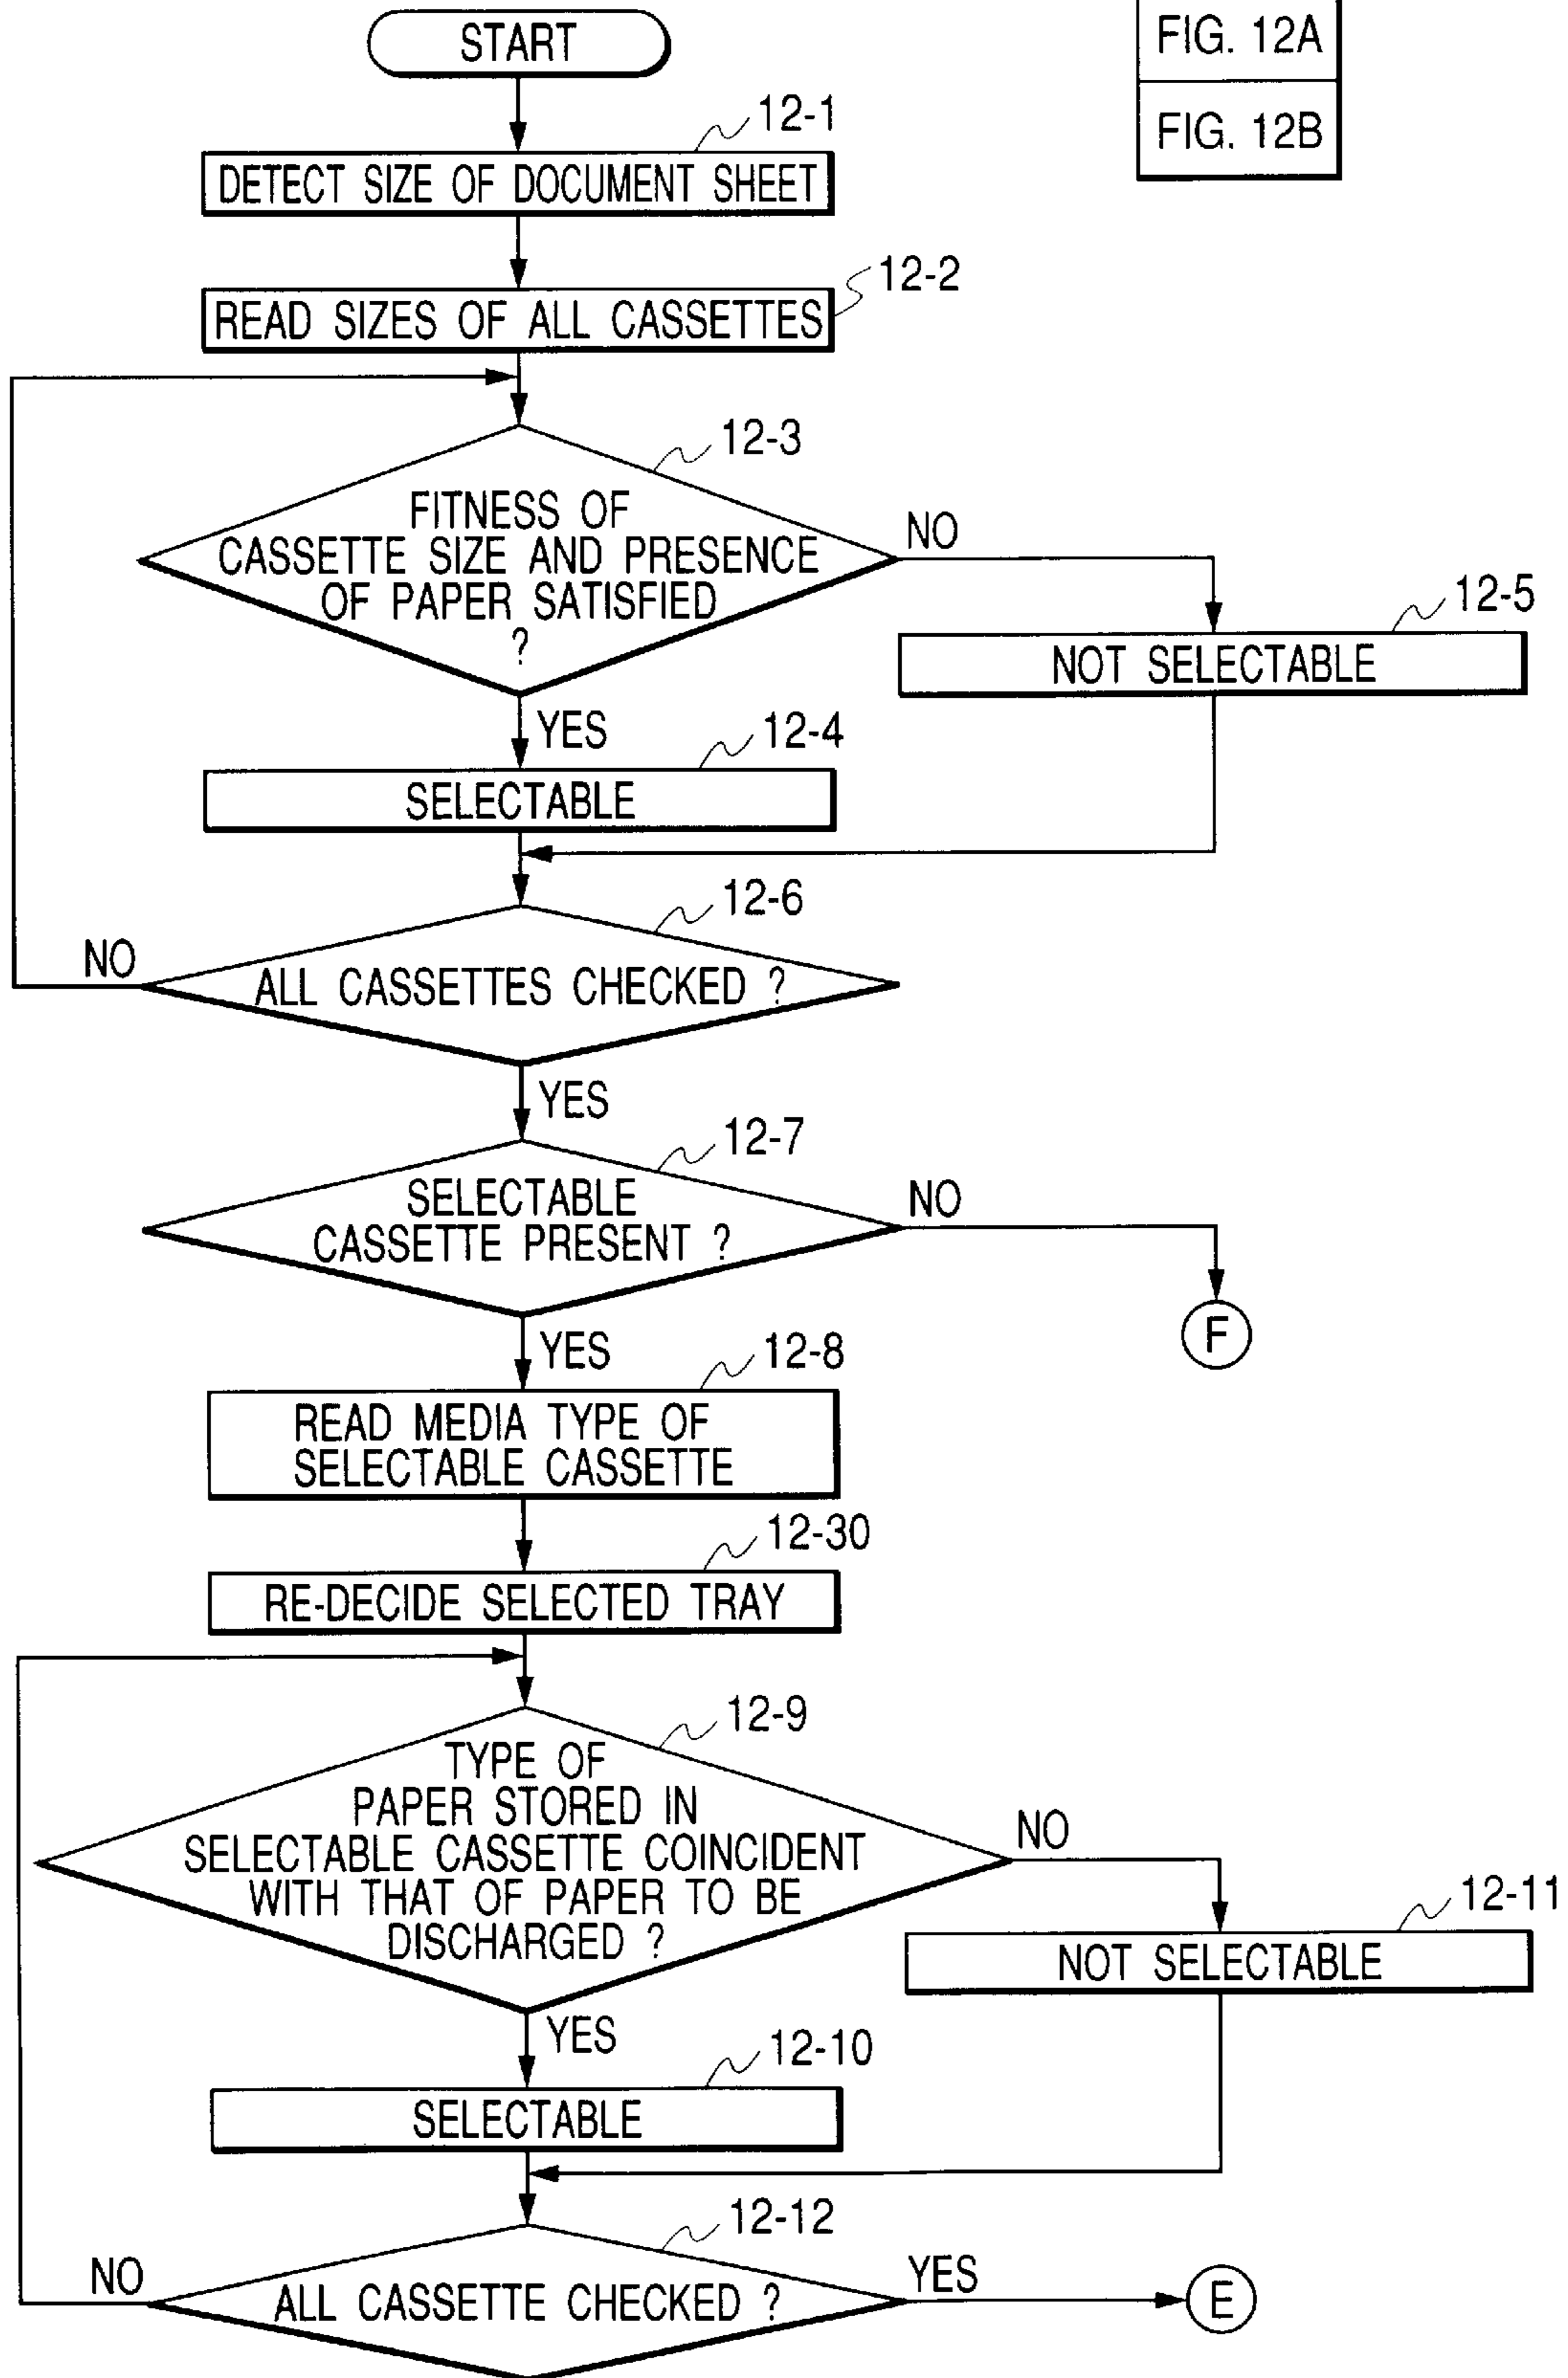 START
FIG. 12A
FIG. 12B
12-1
DETECT SIZE OF DOCUMENT SHEET
12-2
READ SIZES OF ALL CASSETTES
12-3
FITNESS OF
CASSETTE SIZE AND PRESENCE
OF PAPER SATISFIED
?
NO
12-5
NOT SELECTABLE
YES
12-4
SELECTABLE
12-6
NO
ALL CASSETTES CHECKED ?
YES
12-7
SELECTABLE
CASSETTE PRESENT ?
NO
F
YES
12-8
READ MEDIA TYPE OF
SELECTABLE CASSETTE
12-30
RE-DECIDE SELECTED TRAY
12-9
TYPE OF
PAPER STORED IN
SELECTABLE CASSETTE COINCIDENT
WITH THAT OF PAPER TO BE
DISCHARGED ?
NO
12-11
NOT SELECTABLE
YES
12-10
SELECTABLE
12-12
NO
ALL CASSETTE CHECKED ?
YES
E